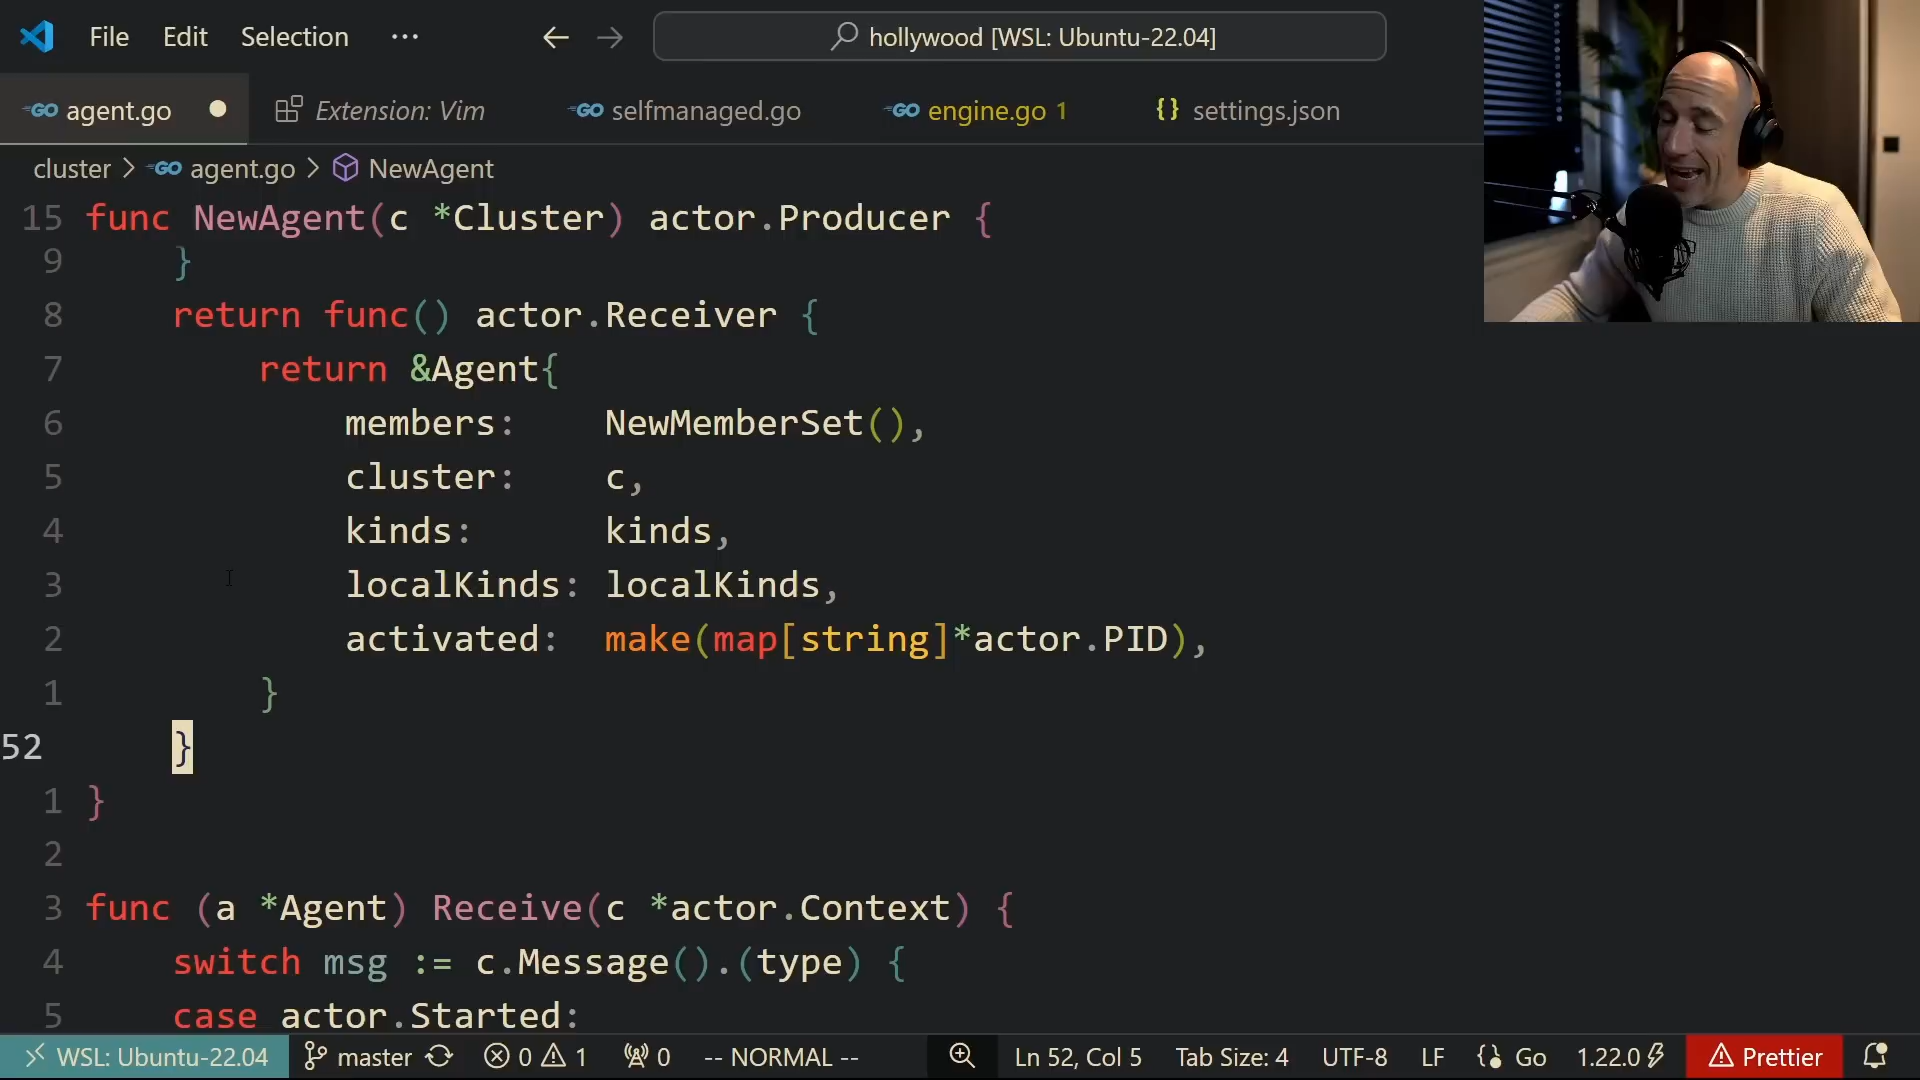 File Edit Selection ··· hollywood [WSL: Ubuntu-22.04]
GO agent.go Extension: Vim GO selfmanaged.go GO engine.go 1 {} settings.json
cluster > GO agent.go > NewAgent
15 func NewAgent(c *Cluster) actor.Producer {
9 }
8 return func() actor.Receiver {
7 return &Agent{
6 members: NewMemberSet(),
5 cluster: c,
4 kinds: kinds,
3 localKinds: localKinds,
2 activated: make(map[string]*actor.PID),
1 }
52 }
1 }
2
3 func (a *Agent) Receive(c *actor.Context) {
4 switch msg := c.Message().(type) {
5 case actor.Started:
WSL: Ubuntu-22.04 master 0 1 0 -- NORMAL -- Ln 52, Col 5 Tab Size: 4 UTF-8 LF Go 1.22.0 Prettier